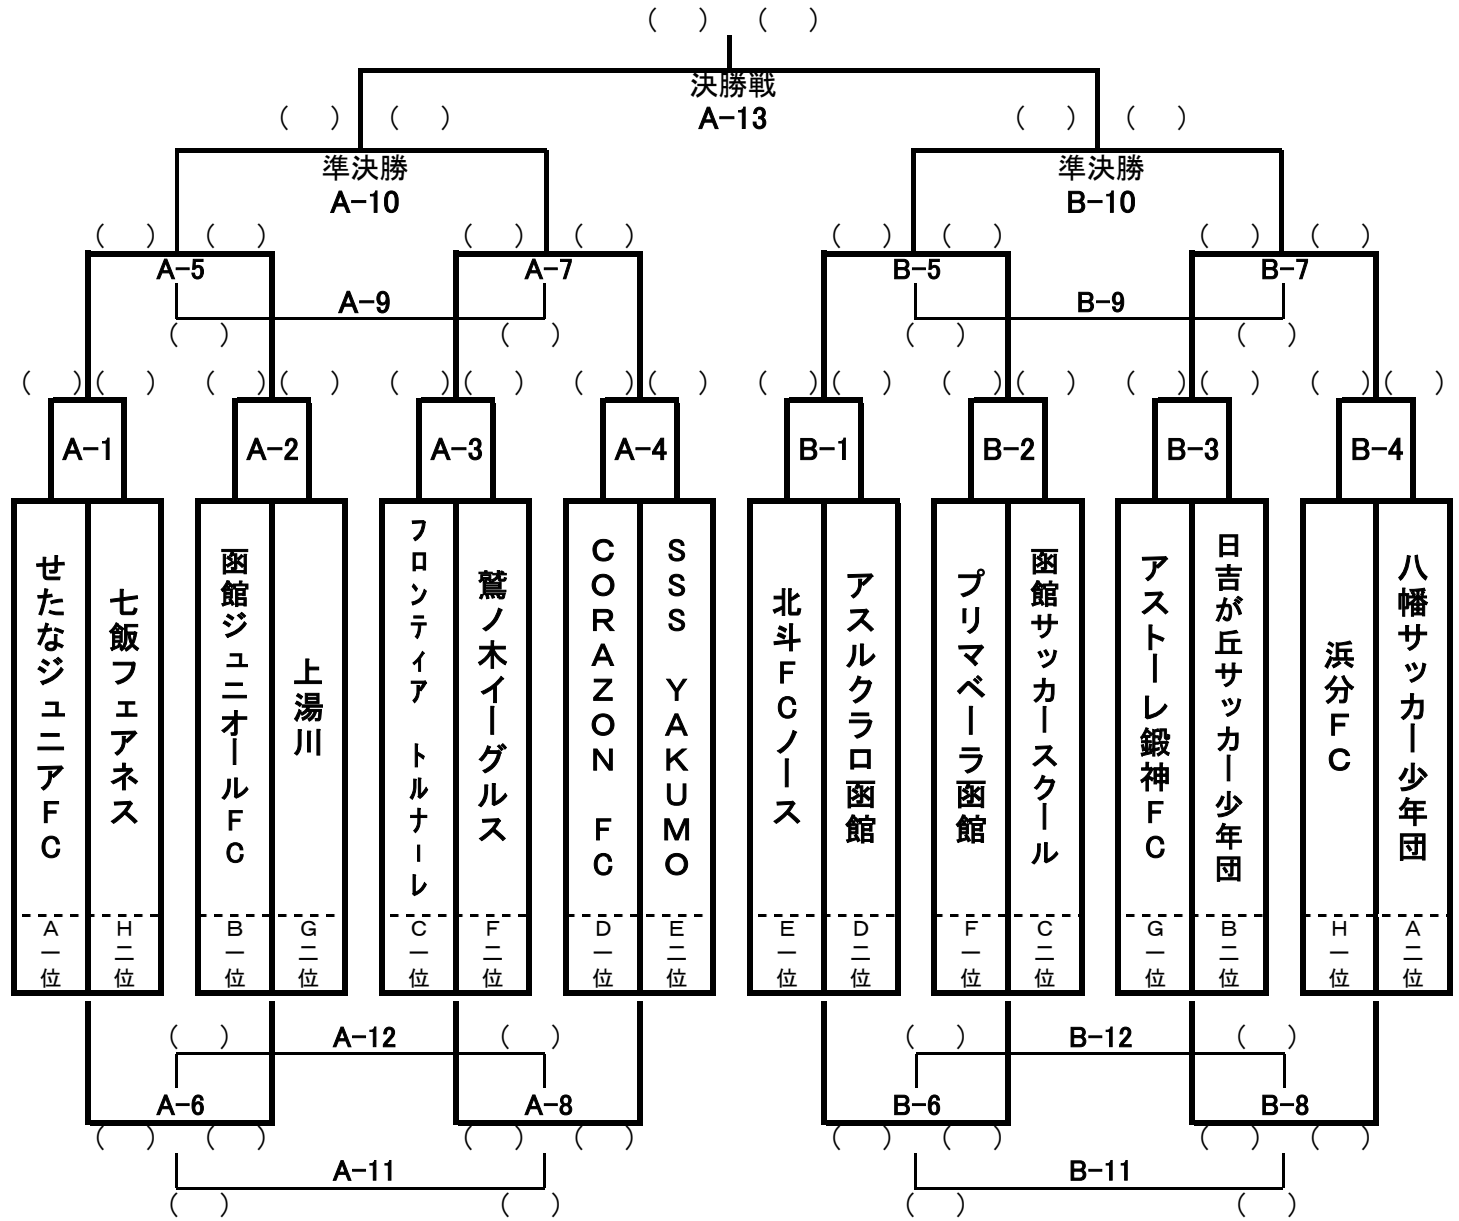 (　) (　)
決勝戦
A-13
(　) (　) (　) (　)
準決勝 準決勝
A-10 B-10
(　) (　) (　) (　) (　) (　) (　) (　)
A-5 A-7 B-5 B-7
A-9 B-9
(　) (　) (　) (　)
(　) (　) (　) (　) (　) (　) (　) (　) (　) (　) (　) (　) (　) (　) (　) (　)
A-1 A-2 A-3 A-4 B-1 B-2 B-3 B-4
せたなジュニアFC
七飯フェアネス
函館ジュニオールFC
上湯川
フロンティア トルナーレ
鷲ノ木イーグルス
CORAZON FC
SSS YAKUMO
北斗FCノース
アスルクラロ函館
プリマベーラ函館
函館サッカースクール
アストーレ鍛神FC
日吉が丘サッカー少年団
浜分FC
八幡サッカー少年団
A一位
H二位
B一位
G二位
C一位
F二位
D一位
E二位
E一位
D二位
F一位
C二位
G一位
B二位
H一位
A二位
(　) A-12 (　) (　) B-12 (　)
A-6 A-8 B-6 B-8
(　) (　) (　) (　) (　) (　) (　) (　)
A-11 B-11
(　) (　) (　) (　)